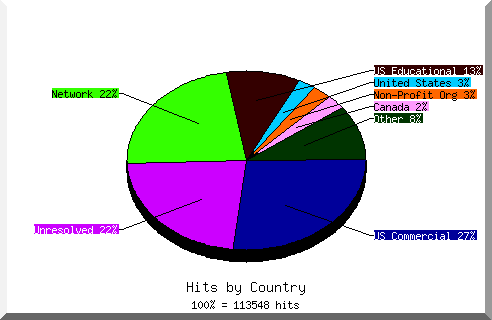 US Educational 13%
United States 3%
Network 22%
Non-Profit Org 3%
Canada 2%
Other 8%
Unresolved 22%
US Commercial 27%
Hits by Country
100% = 113548 hits